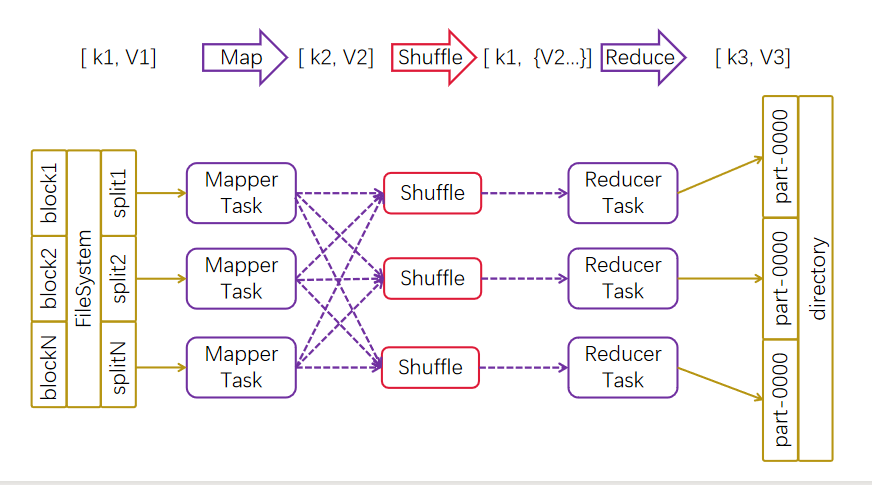 [ k1, V1]
Map
[ k2, V2]
Shuffle
[ k1,  {V2...}]
Reduce
[ k3, V3]
block1
block2
blockN
FileSystem
split1
split2
splitN
Mapper
Task
Mapper
Task
Mapper
Task
Shuffle
Shuffle
Shuffle
Reducer
Task
Reducer
Task
Reducer
Task
part-0000
part-0000
part-0000
directory